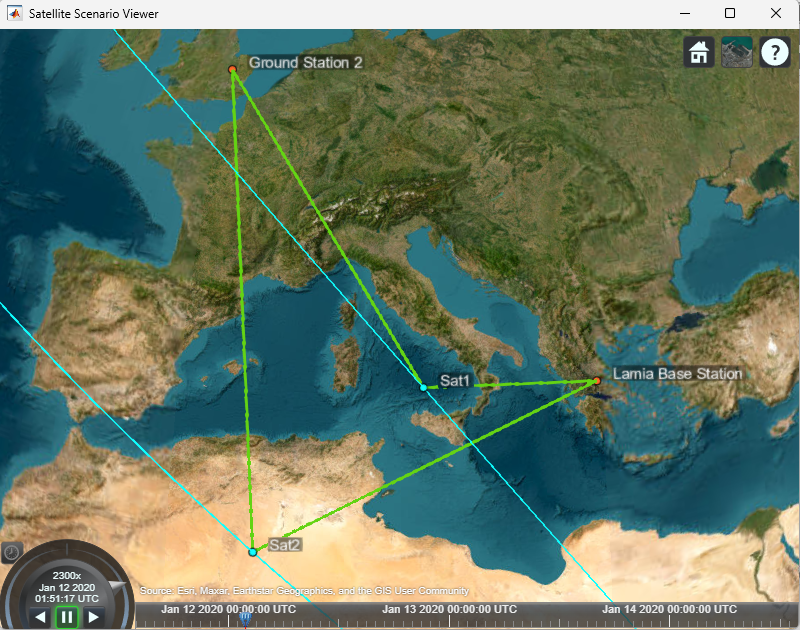 Satellite Scenario Viewer
?
Ground Station 2
Sat1
Lamia Base Station
Sat2
2300x
Jan 12 2020
01:51:17 UTC
Source: Esri, Maxar, Earthstar Geographics, and the GIS User Community
Jan 12 2020 00:00:00 UTC
Jan 13 2020 00:00:00 UTC
Jan 14 2020 00:00:00 UTC